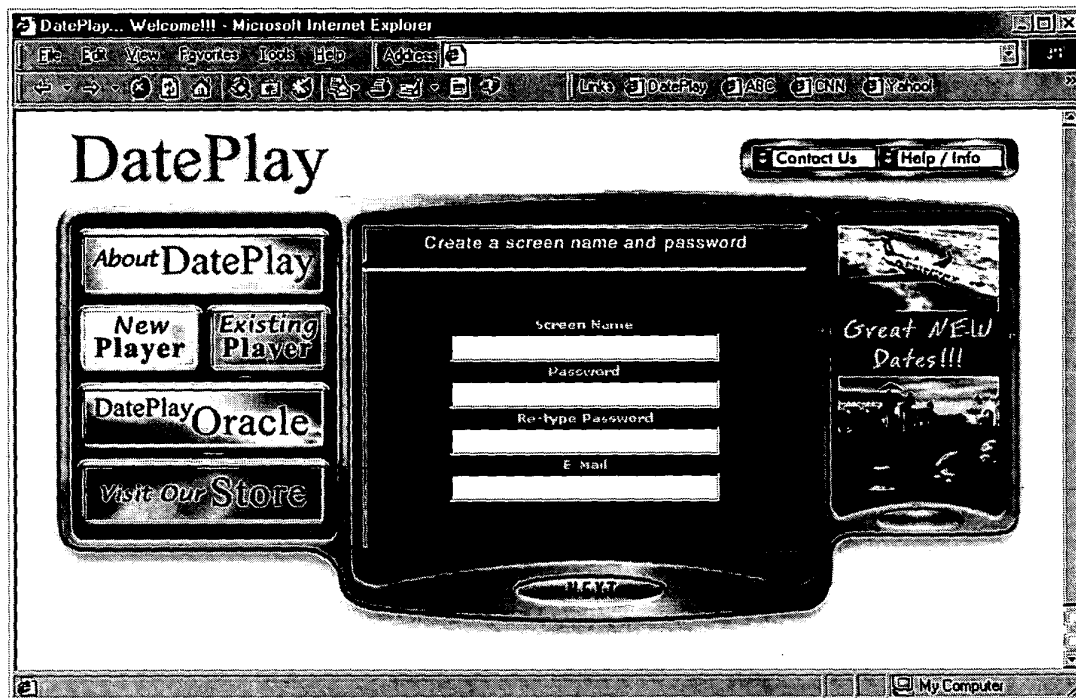 DatePlay... Welcome!!! - Microsoft Internet Explorer
File Edit View Favorites Tools Help Address
Links DatePlay ABC CNN Yahoo!
DatePlay
Contact Us Help / Info
About DatePlay
New Player
Existing Player
DatePlay Oracle
Visit Our Store
Create a screen name and password
Screen Name
Password
Re-type Password
E-Mail
NEXT
Great NEW
Dates!!!
My Computer